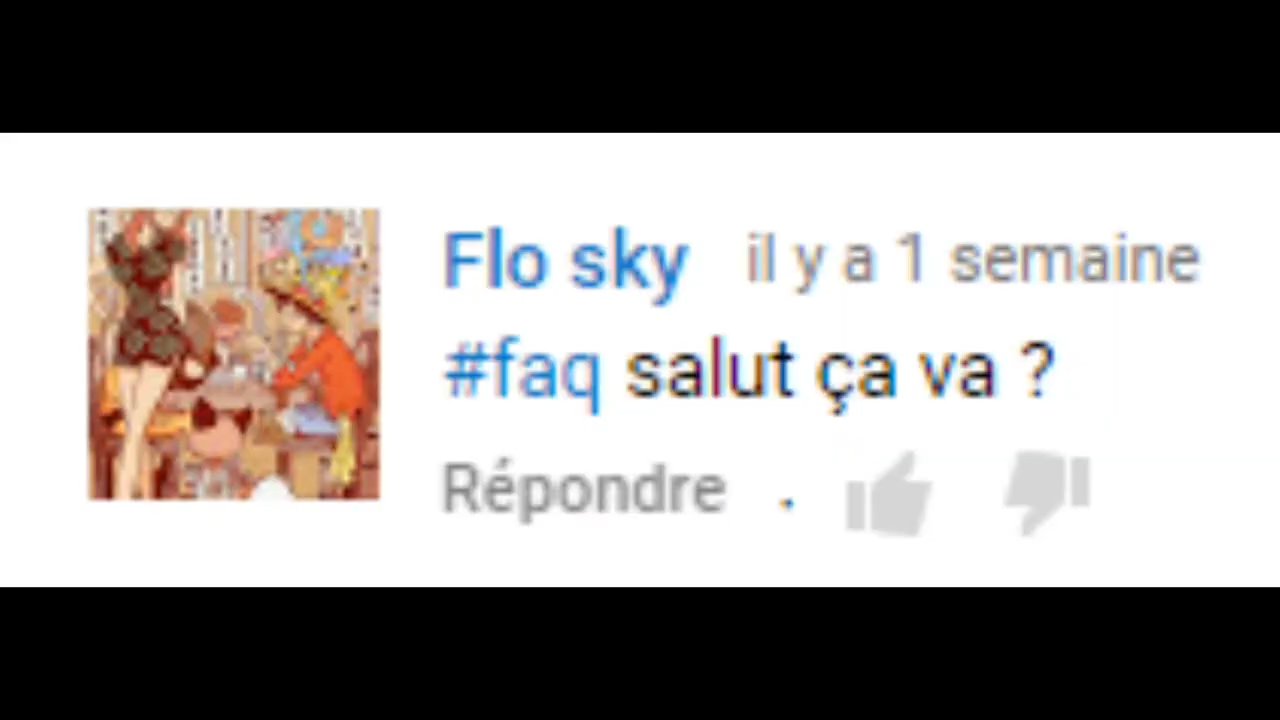 Flo sky il y a 1 semaine
#faq salut ça va ?
Répondre .